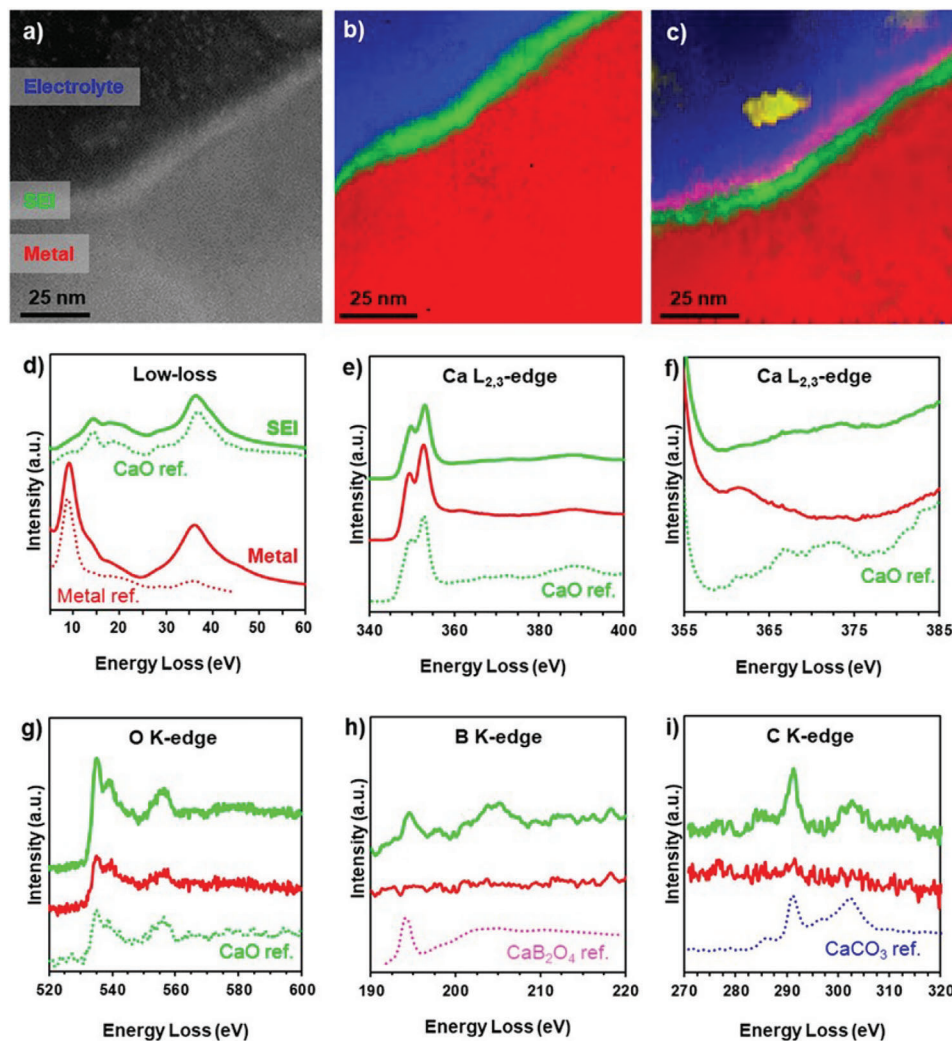 a)
b)
c)
Electrolyte
SEI
Metal
25 nm
25 nm
25 nm
d)
Low-loss
SEI
CaO ref.
Metal
Metal ref.
Intensity (a.u.)
10 20 30 40 50 60
Energy Loss (eV)
e)
Ca L2,3-edge
CaO ref.
Intensity (a.u.)
340 360 380 400
Energy Loss (eV)
f)
Ca L2,3-edge
CaO ref.
Intensity (a.u.)
355 365 375 385
Energy Loss (eV)
g)
O K-edge
CaO ref.
Intensity (a.u.)
520 540 560 580 600
Energy Loss (eV)
h)
B K-edge
CaB2O4 ref.
Intensity (a.u.)
190 200 210 220
Energy Loss (eV)
i)
C K-edge
CaCO3 ref.
Intensity (a.u.)
270 280 290 300 310 320
Energy Loss (eV)